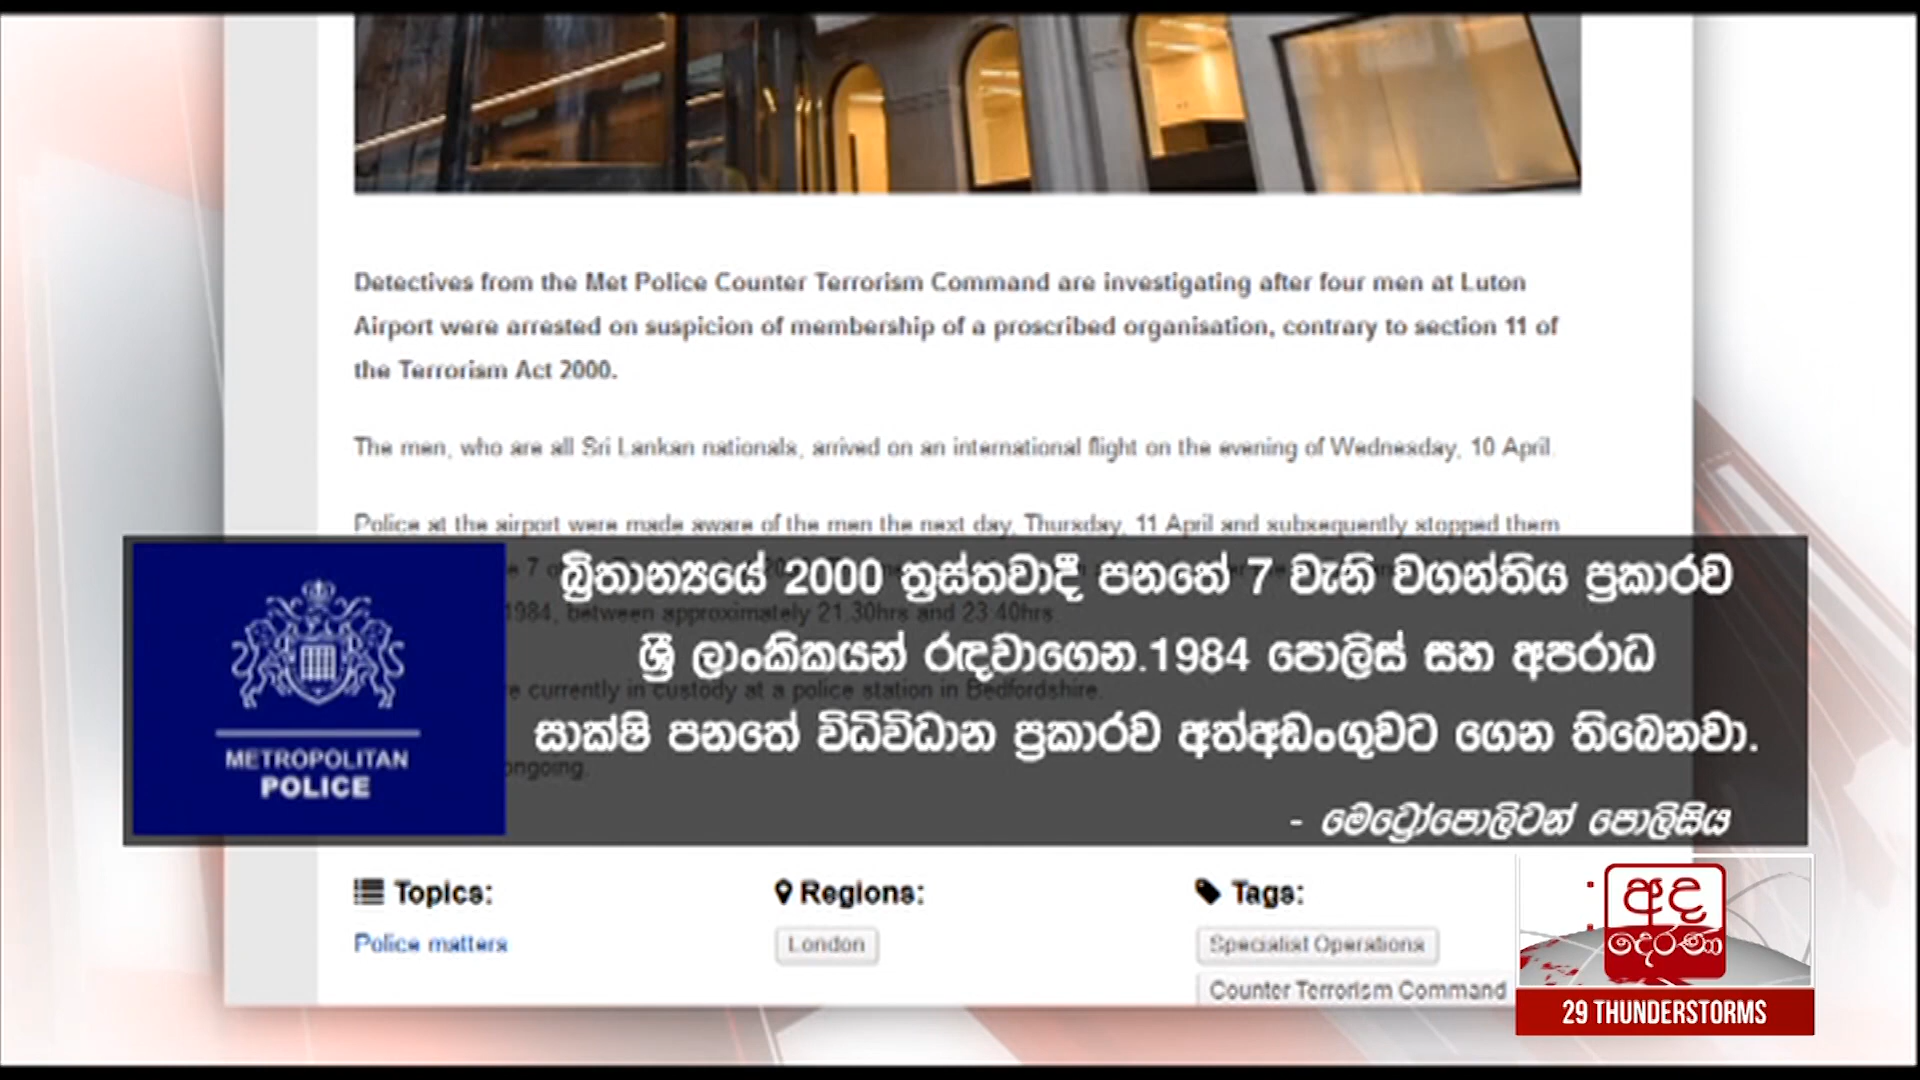 Detectives from the Met Police Counter Terrorism Command are investigating after four men at Luton
Airport were arrested on suspicion of membership of a proscribed organisation, contrary to section 11 of
the Terrorism Act 2000.
The men, who are all Sri Lankan nationals, arrived on an international flight on the evening of Wednesday, 10 April.
Police at the airport were made aware of the men the next day, Thursday, 11 April and subsequently stopped them
බ්‍රිතාන්‍යයේ 2000 ත්‍රස්තවාදී පනතේ 7 වැනි වගන්තිය ප්‍රකාරව
1984, between approximately 21:30hrs and 23:40hrs.
ශ්‍රී ලාංකිකයන් රඳවාගෙන.1984 පොලිස් සහ අපරාධ
currently in custody at a police station in Bedfordshire.
සාක්ෂි පනතේ විධිවිධාන ප්‍රකාරව අත්අඩංගුවට ගෙන තිබෙනවා.
ongoing.
- මෙට්‍රෝපොලිටන් පොලිසිය
METROPOLITAN
POLICE
Topics:
Police matters
Regions:
London
Tags:
Specialist Operations
Counter Terrorism Command
අද
දෙරණ
29 THUNDERSTORMS